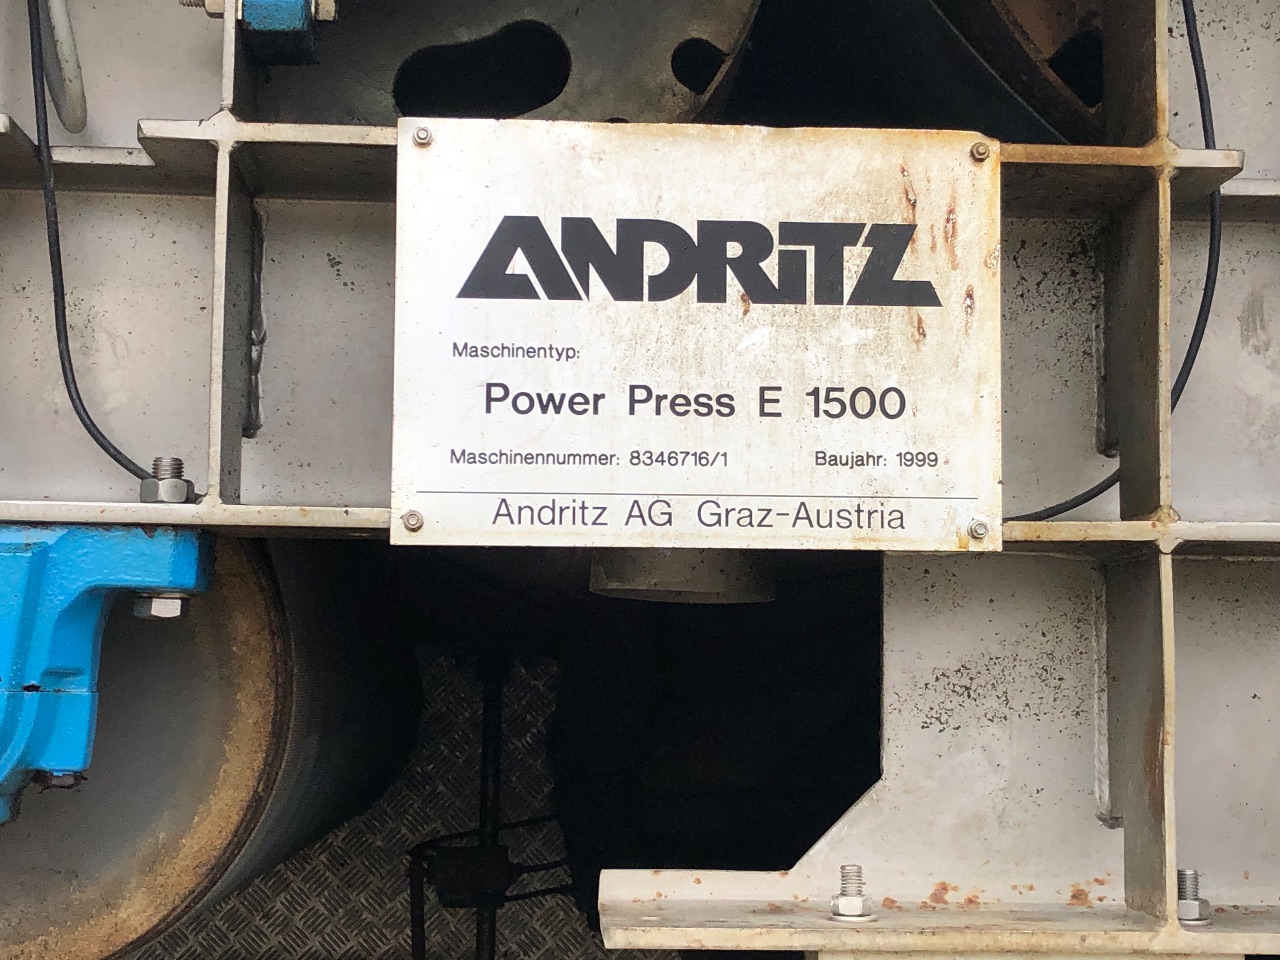 ANDRITZ
Maschinentyp:
Power Press E 1500
Maschinennummer: 8346716/1 Baujahr: 1999
Andritz AG Graz-Austria